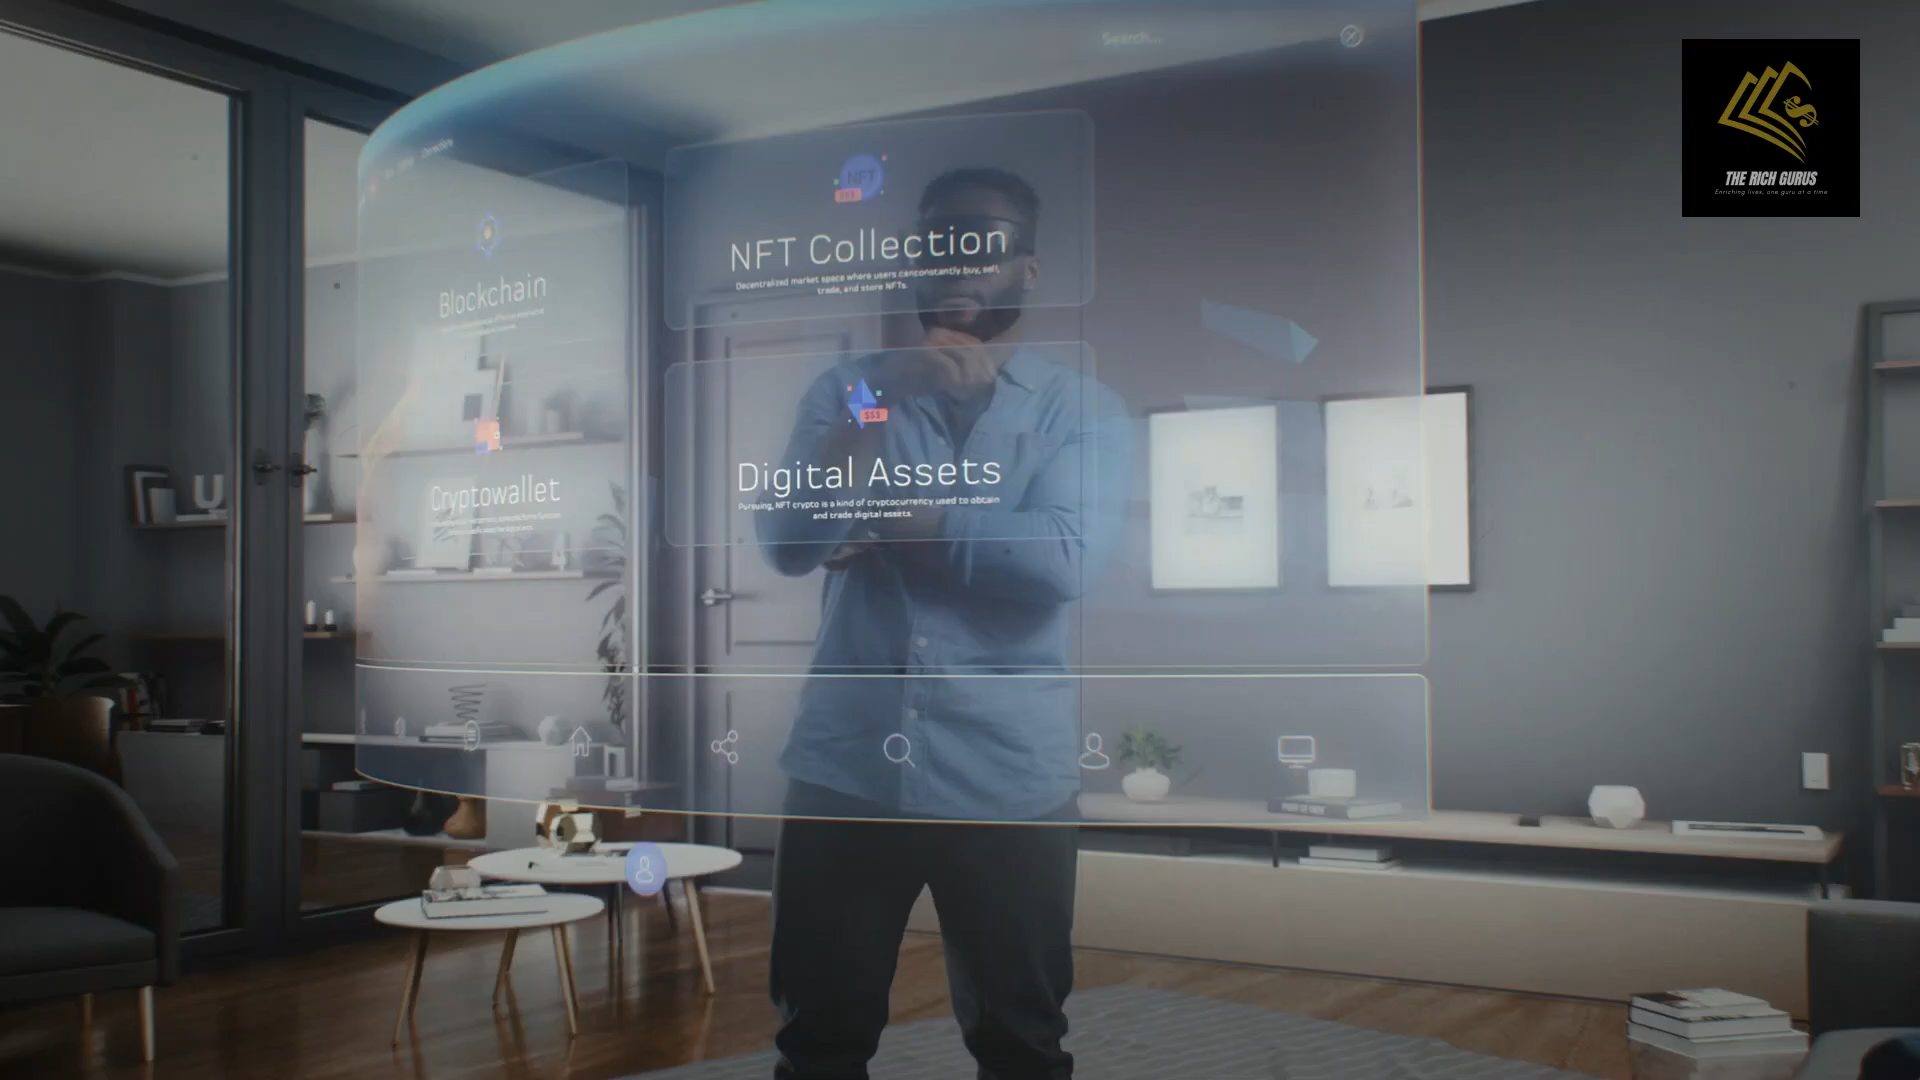 Search...
THE RICH GURUS
Enriching lives, one guru at a time
NFT
$$$
NFT Collection
Decentralized market space where users canconstantly buy, sell,
trade, and store NFTs.
Blockchain
$$$
Digital Assets
Pursuing, NFT crypto is a kind of cryptocurrency used to obtain
and trade digital assets.
Cryptowallet
U